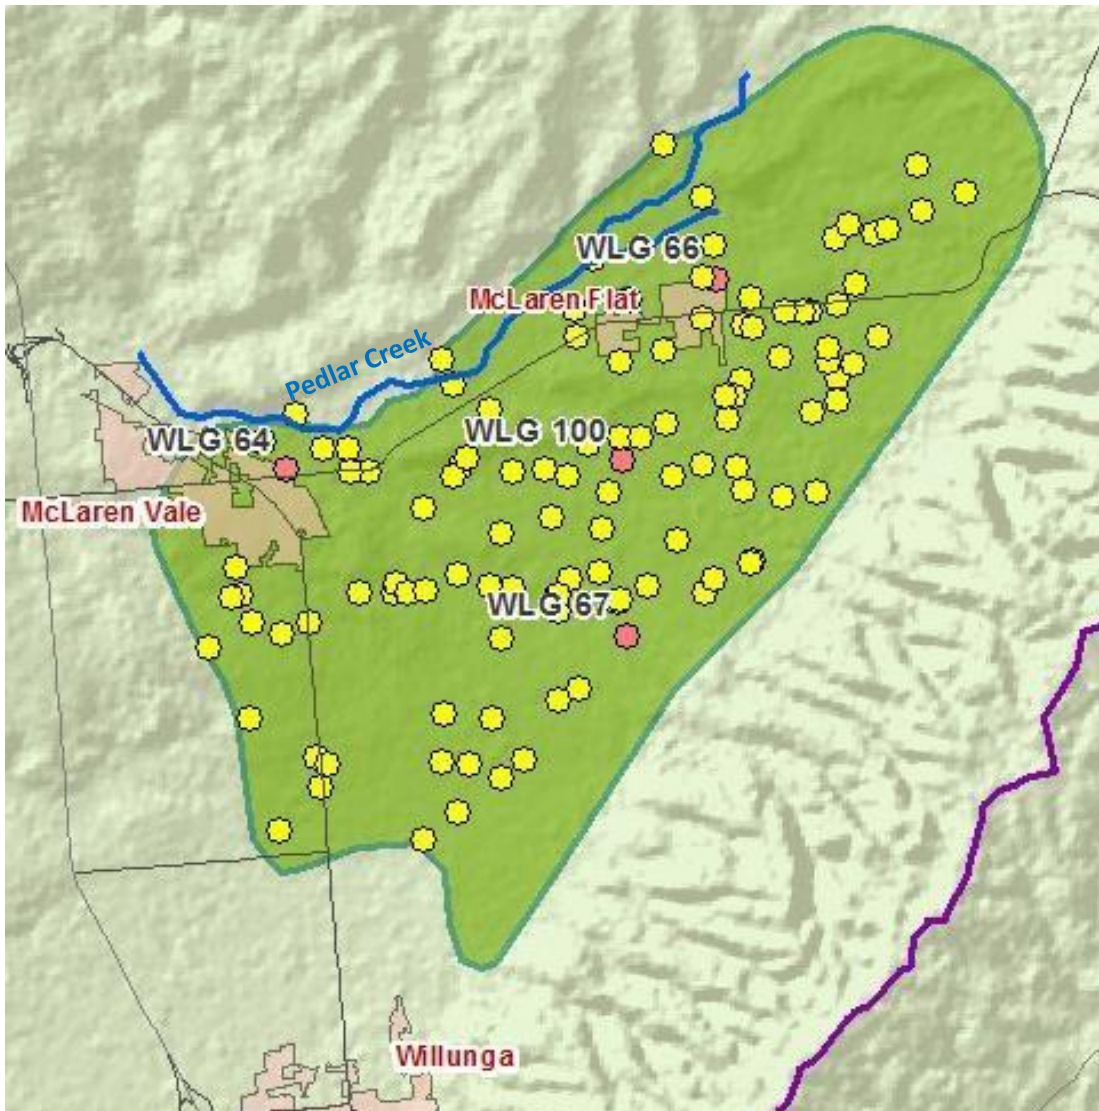 WLG 66
McLaren Flat
Pedlar Creek
WLG 64
WLG 100
McLaren Vale
WLG 67
Willunga